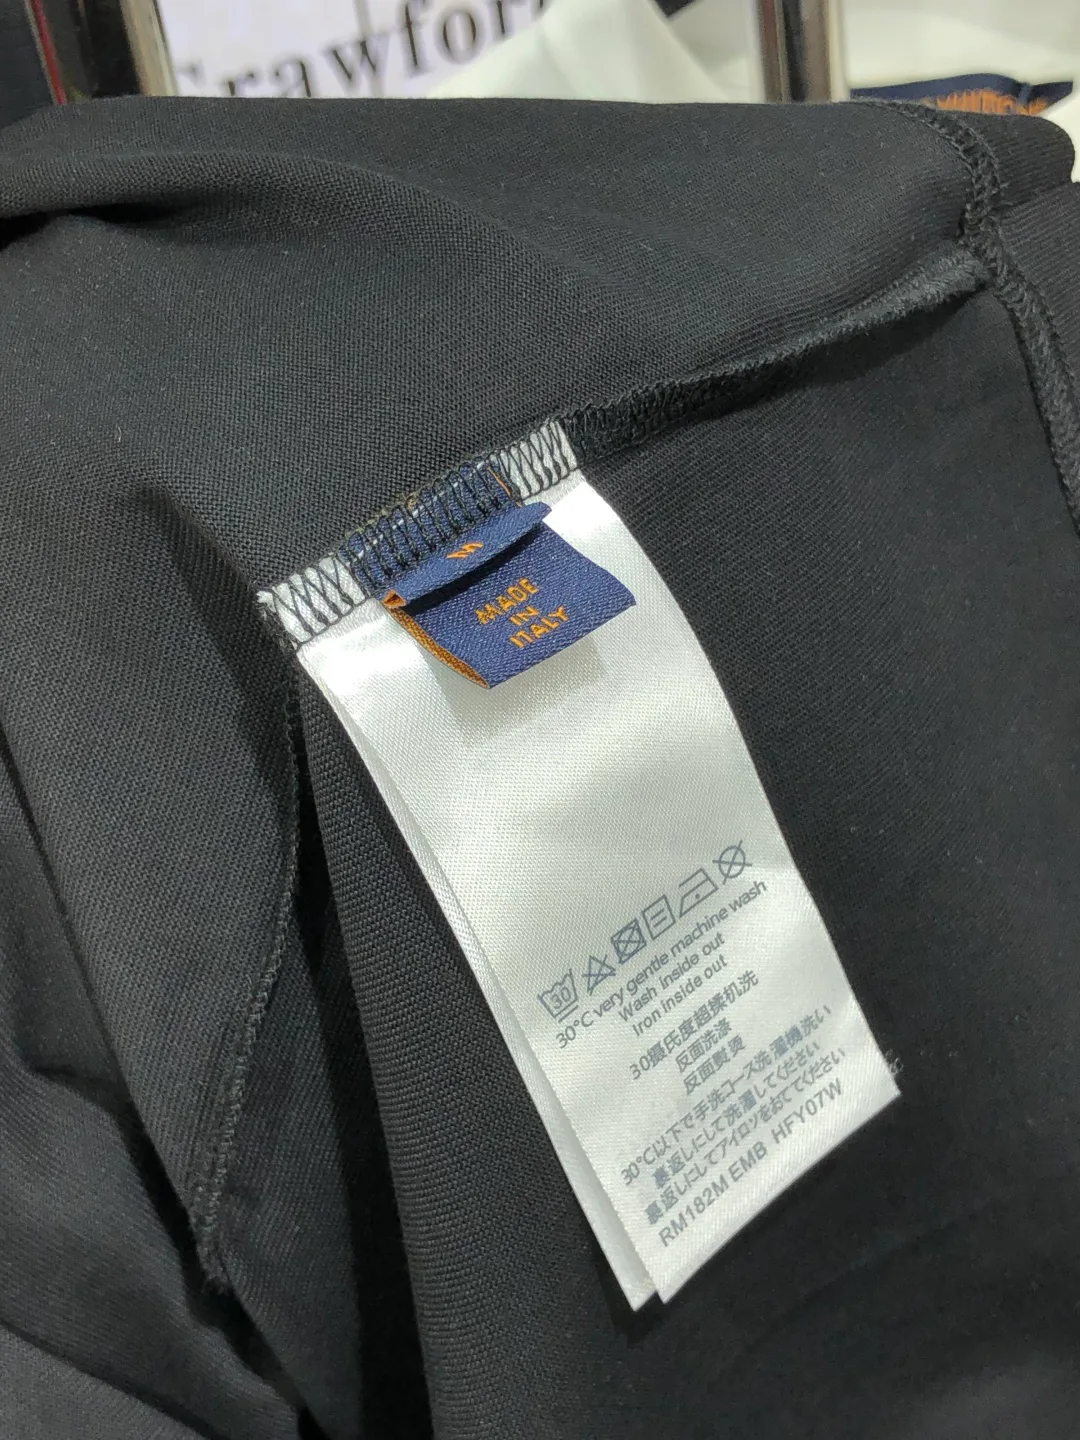 Crawford
M
MADE
IN
ITALY
30
30°C very gentle machine wash
Wash inside out
Iron inside out
30攝氏度超揉机洗
反面洗涤
反面熨烫
30℃以下で手洗コース洗濯機洗い
裏返しにして洗濯してください
裏返しにしてアイロンをおてください
RM182M EMB HFY07W